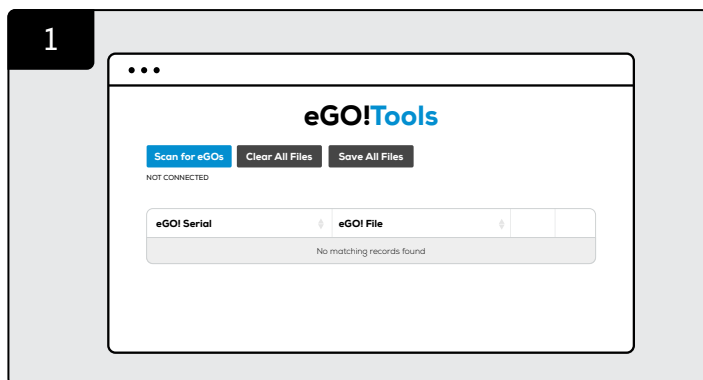 1
eGO!Tools
Scan for eGOs Clear All Files Save All Files
NOT CONNECTED
eGO! Serial eGO! File
No matching records found